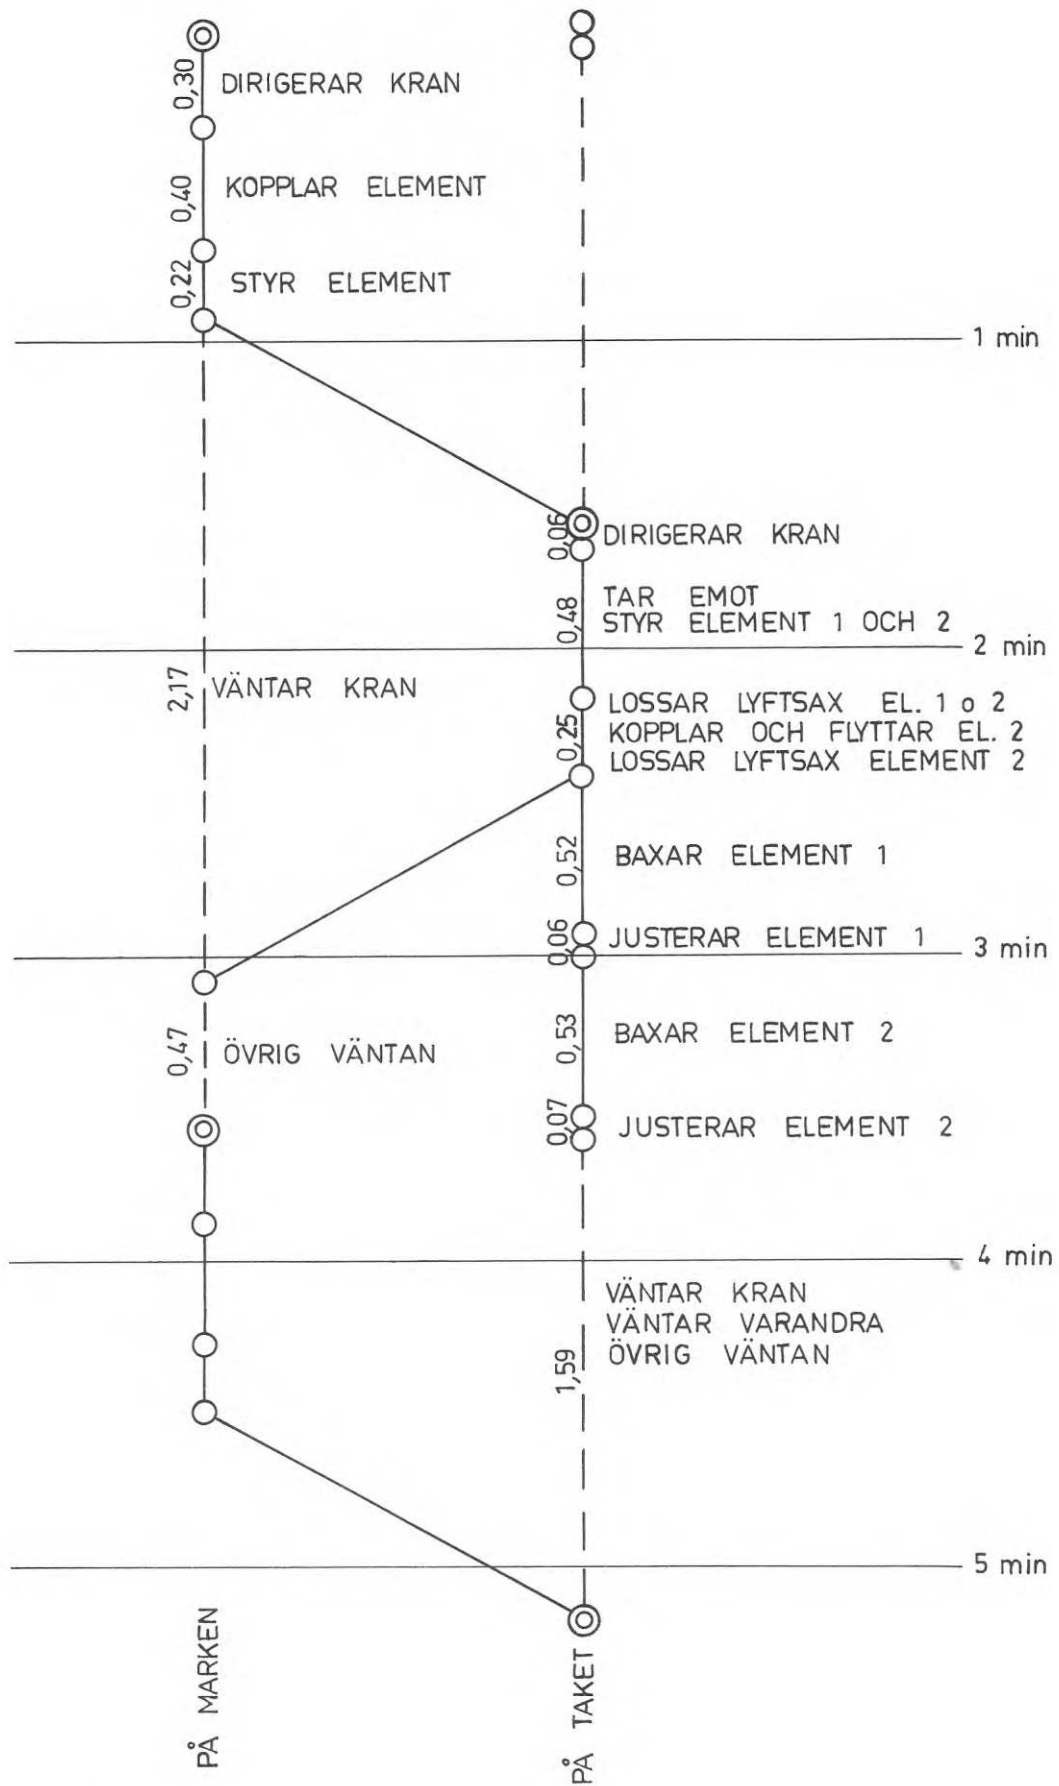 0,30
DIRIGERAR KRAN
0,40
KOPPLAR ELEMENT
0,22
STYR ELEMENT
1 min
0,06
DIRIGERAR KRAN
0,48
TAR EMOT
STYR ELEMENT 1 OCH 2
2 min
2,17
VÄNTAR KRAN
0,25
LOSSAR LYFTSAX EL. 1 o 2
KOPPLAR OCH FLYTTAR EL. 2
LOSSAR LYFTSAX ELEMENT 2
0,52
BAXAR ELEMENT 1
0,06
JUSTERAR ELEMENT 1
3 min
0,47
ÖVRIG VÄNTAN
0,53
BAXAR ELEMENT 2
0,07
JUSTERAR ELEMENT 2
4 min
VÄNTAR KRAN
VÄNTAR VARANDRA
ÖVRIG VÄNTAN
1,59
5 min
PÅ MARKEN
PÅ TAKET